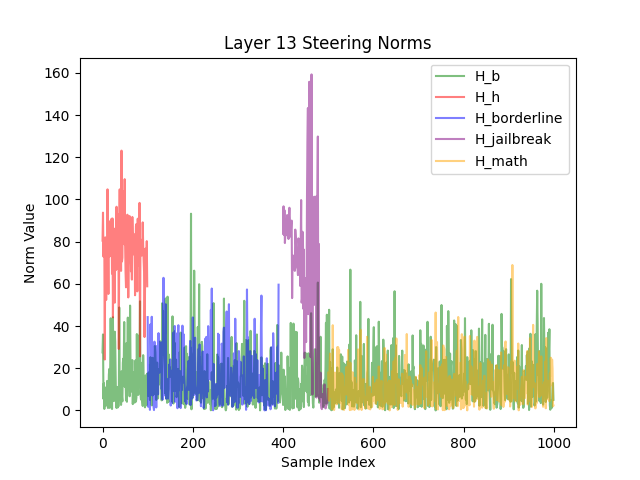 Layer 13 Steering Norms
H_b
H_h
H_borderline
H_jailbreak
H_math
Norm Value
160
140
120
100
80
60
40
20
0
0 200 400 600 800 1000
Sample Index